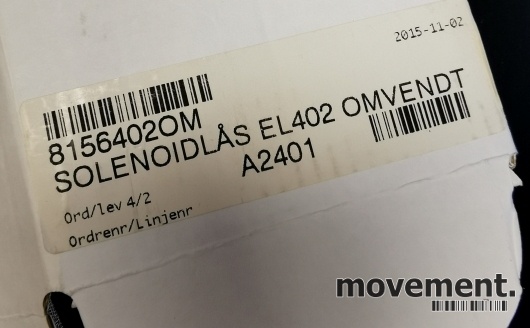 2015-11-02
8156402OM
SOLENOIDLÅS EL402 OMVENDT
A2401
Ord/lev 4/2
Ordrenr/Linjenr
movement.